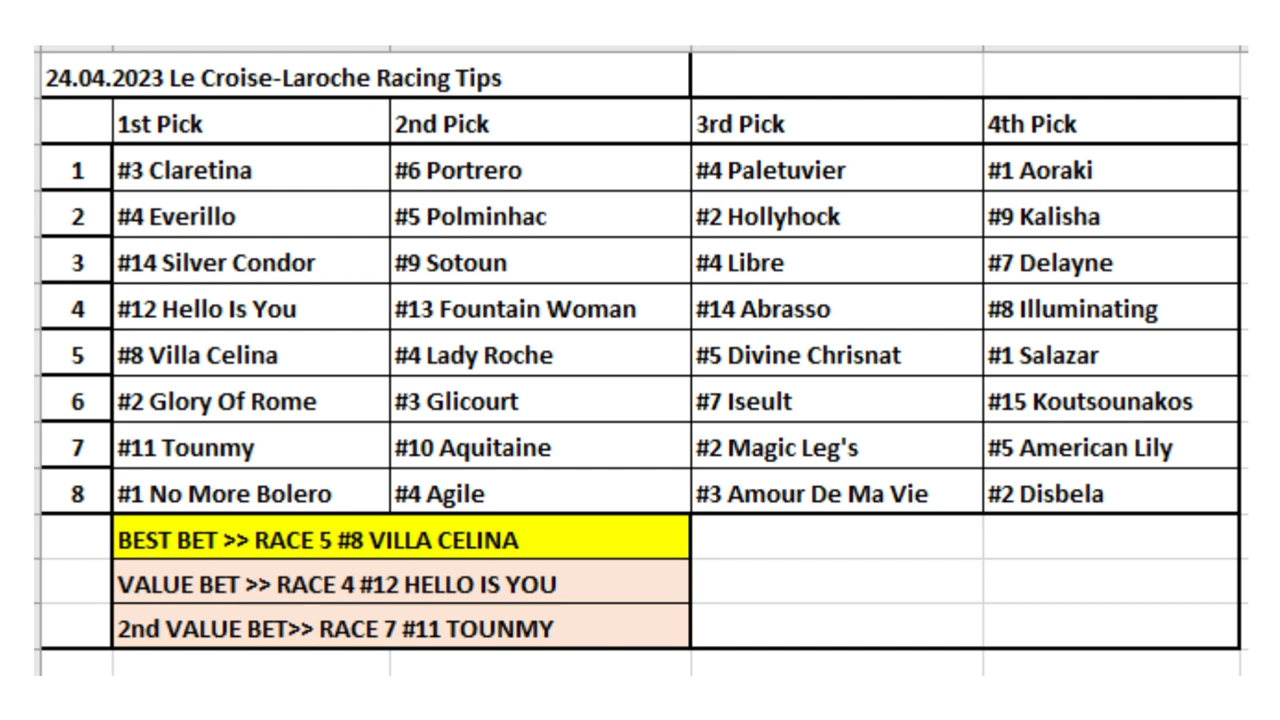 24.04.2023 Le Croise-Laroche Racing Tips
1st Pick 2nd Pick 3rd Pick 4th Pick
1 #3 Claretina #6 Portrero #4 Paletuvier #1 Aoraki
2 #4 Everillo #5 Polminhac #2 Hollyhock #9 Kalisha
3 #14 Silver Condor #9 Sotoun #4 Libre #7 Delayne
4 #12 Hello Is You #13 Fountain Woman #14 Abrasso #8 Illuminating
5 #8 Villa Celina #4 Lady Roche #5 Divine Chrisnat #1 Salazar
6 #2 Glory Of Rome #3 Glicourt #7 Iseult #15 Koutsounakos
7 #11 Tounmy #10 Aquitaine #2 Magic Leg's #5 American Lily
8 #1 No More Bolero #4 Agile #3 Amour De Ma Vie #2 Disbela
BEST BET >> RACE 5 #8 VILLA CELINA
VALUE BET >> RACE 4 #12 HELLO IS YOU
2nd VALUE BET>> RACE 7 #11 TOUNMY